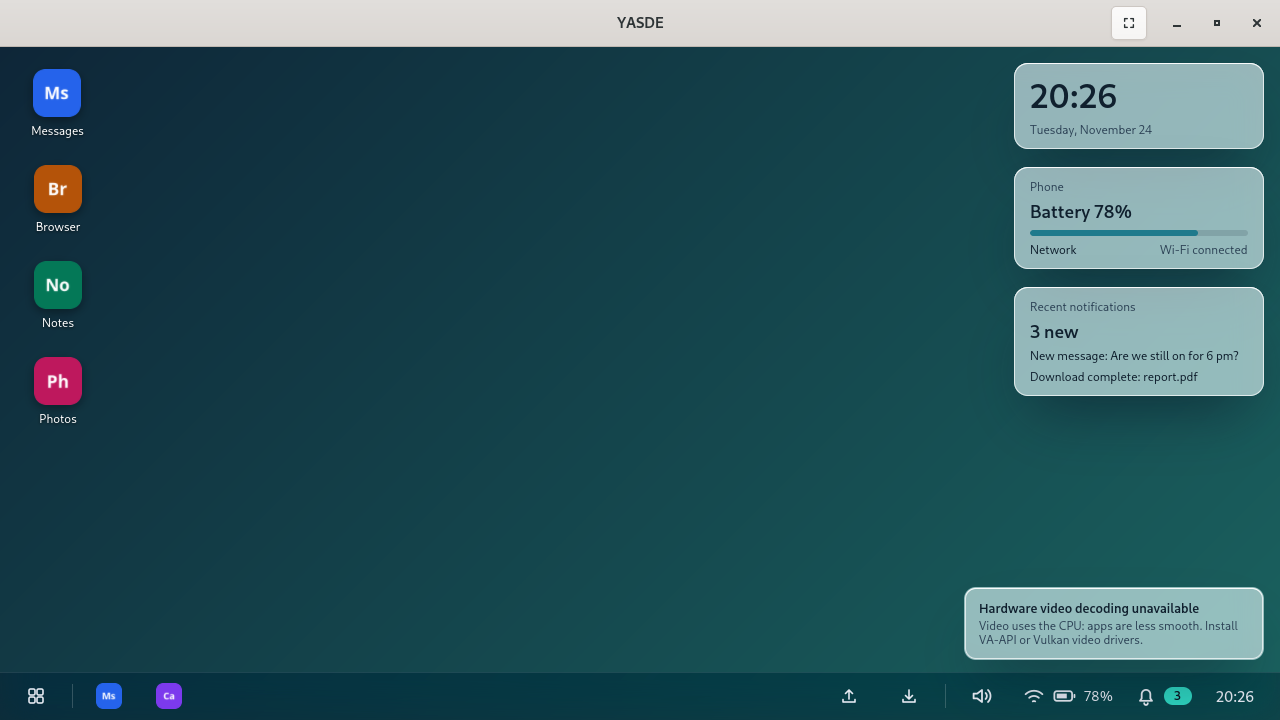 YASDE
Ms
Messages
Br
Browser
No
Notes
Ph
Photos
20:26
Tuesday, November 24
Phone
Battery 78%
Network Wi-Fi connected
Recent notifications
3 new
New message: Are we still on for 6 pm?
Download complete: report.pdf
Hardware video decoding unavailable
Video uses the CPU: apps are less smooth. Install
VA-API or Vulkan video drivers.
Ms Ca 78% 3 20:26